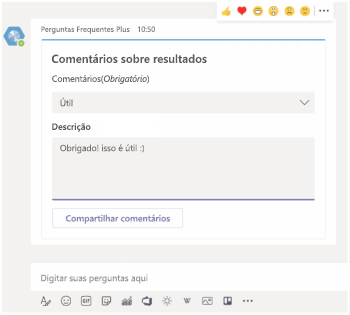 Perguntas Frequentes Plus 10:50
Comentários sobre resultados
Comentários(Obrigatório)
Útil
Descrição
Obrigado! isso é útil :)
Compartilhar comentários
Digitar suas perguntas aqui
GIF
W